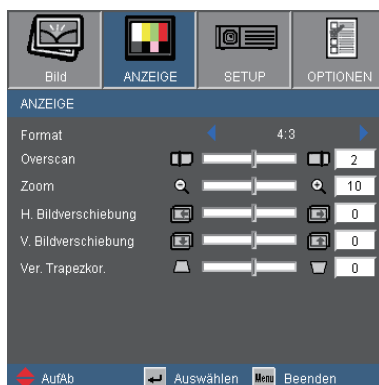 Bild ANZEIGE SETUP OPTIONEN
ANZEIGE
Format 4:3
Overscan 2
Zoom 10
H. Bildverschiebung 0
V. Bildverschiebung 0
Ver. Trapezkor. 0
AufAb Auswählen Menu Beenden